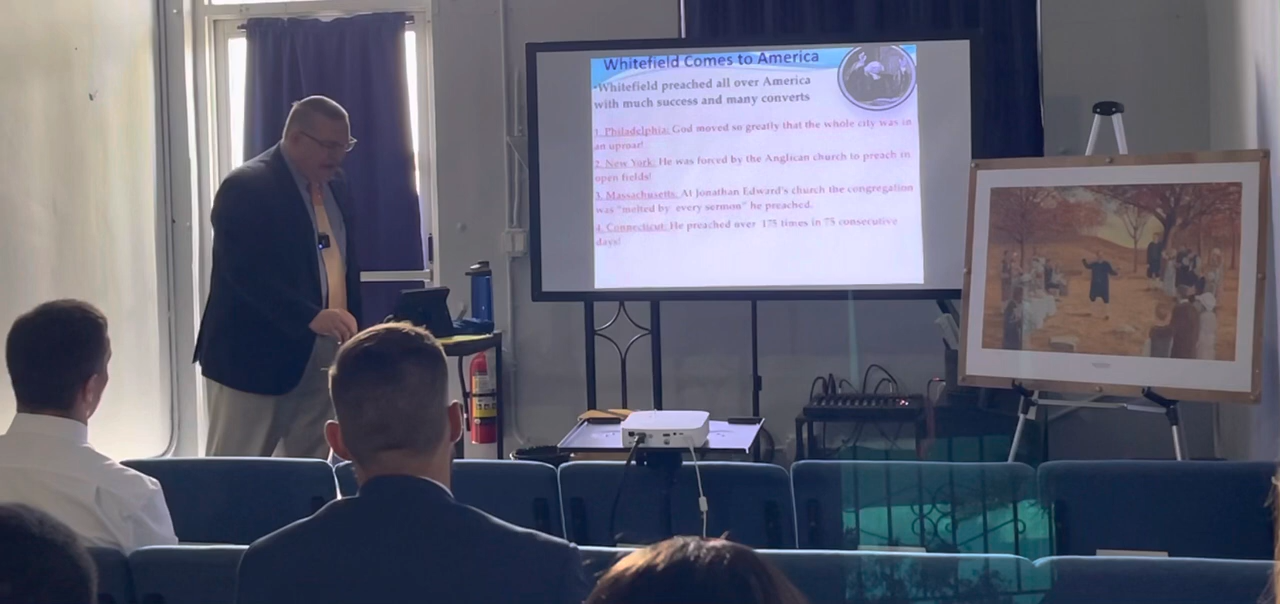 Whitefield Comes to America
•Whitefield preached all over America
with much success and many converts
1. Philadelphia: God moved so greatly that the whole city was in
an uproar!
2. New York: He was forced by the Anglican church to preach in
open fields!
3. Massachusetts: At Jonathan Edward's church the congregation
was "melted by every sermon" he preached.
4. Connecticut: He preached over 175 times in 75 consecutive
days!